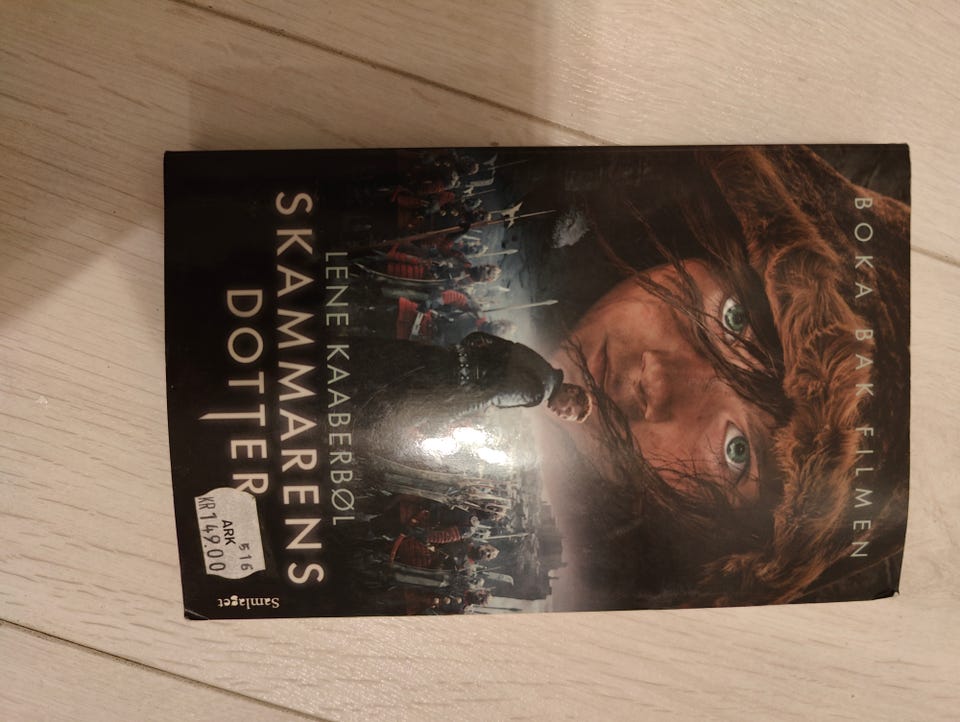 BOKA BAK FILMEN
LENE KAABERBØL
SKAMMARENS
DOTTER
516
ARK
KR149.00
Samlaget